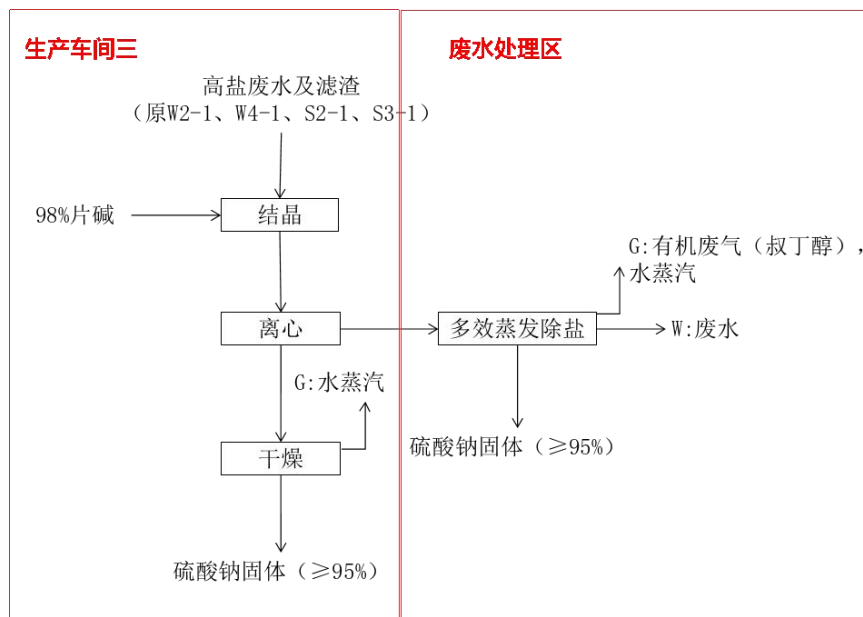 生产车间三
废水处理区
高盐废水及滤渣
（原W2-1、W4-1、S2-1、S3-1）
98%片碱
结晶
G:有机废气（叔丁醇），
水蒸汽
离心
多效蒸发除盐
W:废水
G:水蒸汽
硫酸钠固体（≥95%）
干燥
硫酸钠固体（≥95%）